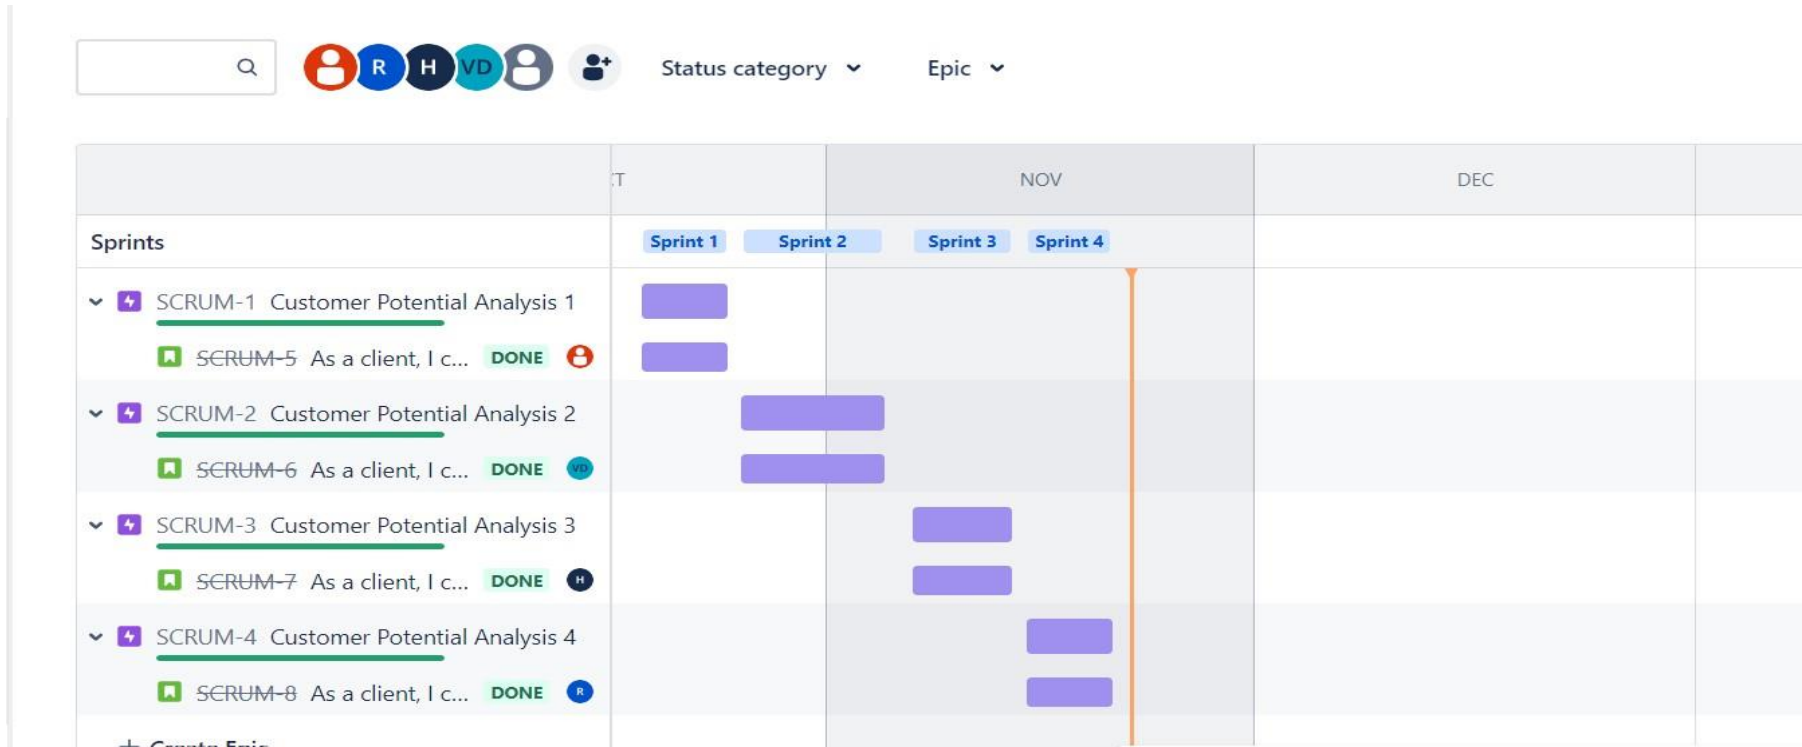 R H VD Status category Epic
NOV DEC
Sprints Sprint 1 Sprint 2 Sprint 3 Sprint 4
SCRUM-1 Customer Potential Analysis 1
SCRUM-5 As a client, I c... DONE
SCRUM-2 Customer Potential Analysis 2
SCRUM-6 As a client, I c... DONE VD
SCRUM-3 Customer Potential Analysis 3
SCRUM-7 As a client, I c... DONE H
SCRUM-4 Customer Potential Analysis 4
SCRUM-8 As a client, I c... DONE R